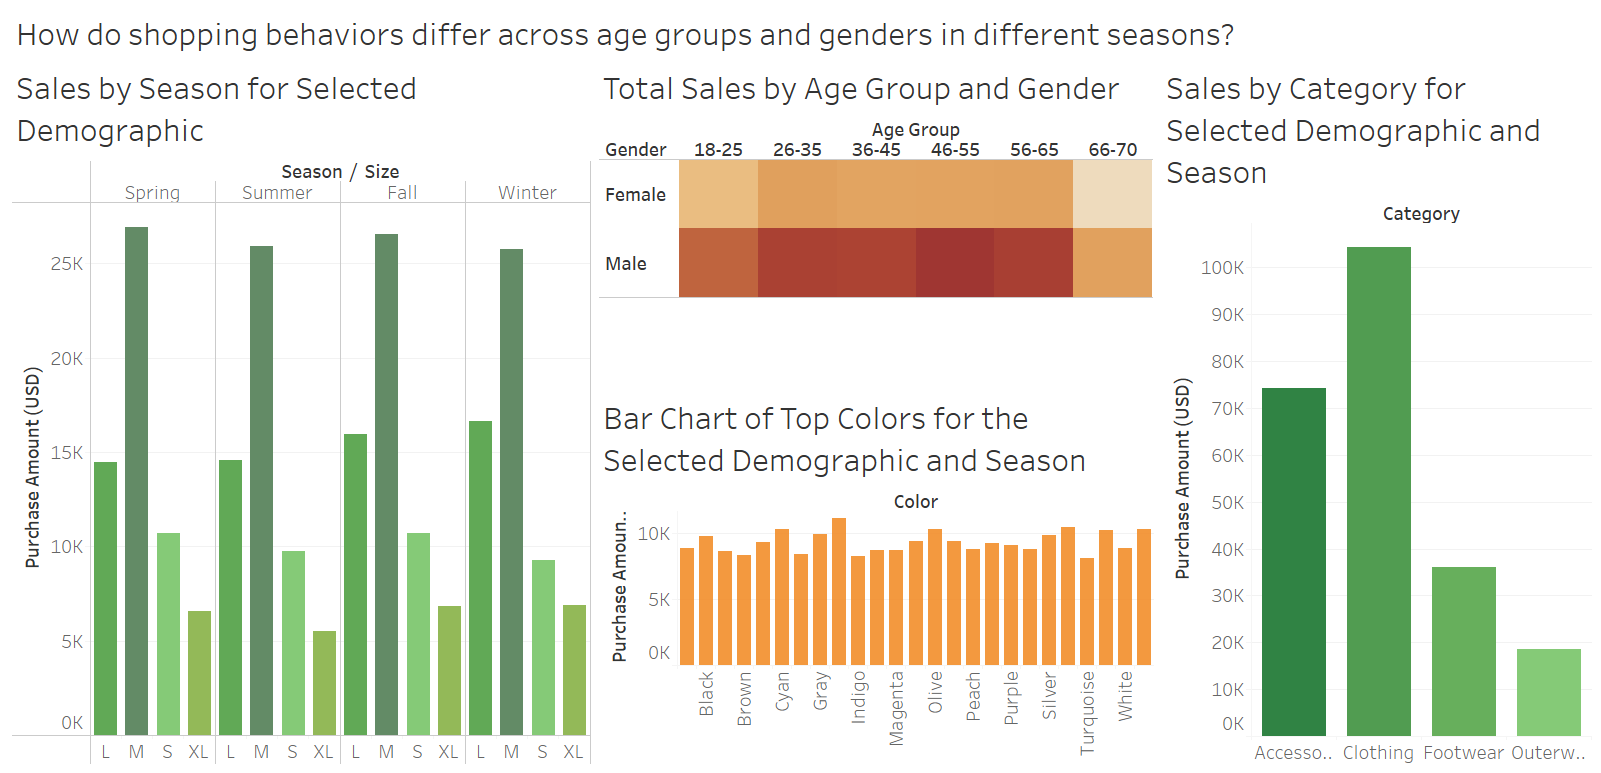 How do shopping behaviors differ across age groups and genders in different seasons?
Sales by Season for Selected
Demographic
Season / Size
Spring Summer Fall Winter
Purchase Amount (USD)
25K
20K
15K
10K
5K
0K
L M S XL L M S XL L M S XL L M S XL
Total Sales by Age Group and Gender
Age Group
Gender 18-25 26-35 36-45 46-55 56-65 66-70
Female
Male
Bar Chart of Top Colors for the
Selected Demographic and Season
Color
Purchase Amoun..
10K
5K
0K
Black Brown Cyan Gray Indigo Magenta Olive Peach Purple Silver Turquoise White
Sales by Category for
Selected Demographic and
Season
Category
Purchase Amount (USD)
100K
90K
80K
70K
60K
50K
40K
30K
20K
10K
0K
Accesso.. Clothing Footwear Outerw..